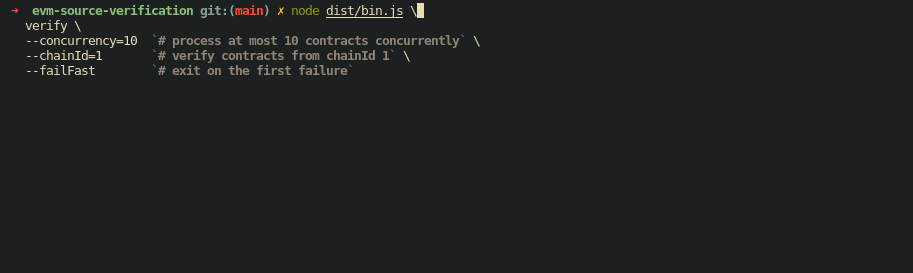 → evm-source-verification git:(main) ✗ node dist/bin.js \
verify \
--concurrency=10 `# process at most 10 contracts concurrently` \
--chainId=1 `# verify contracts from chainId 1` \
--failFast `# exit on the first failure`